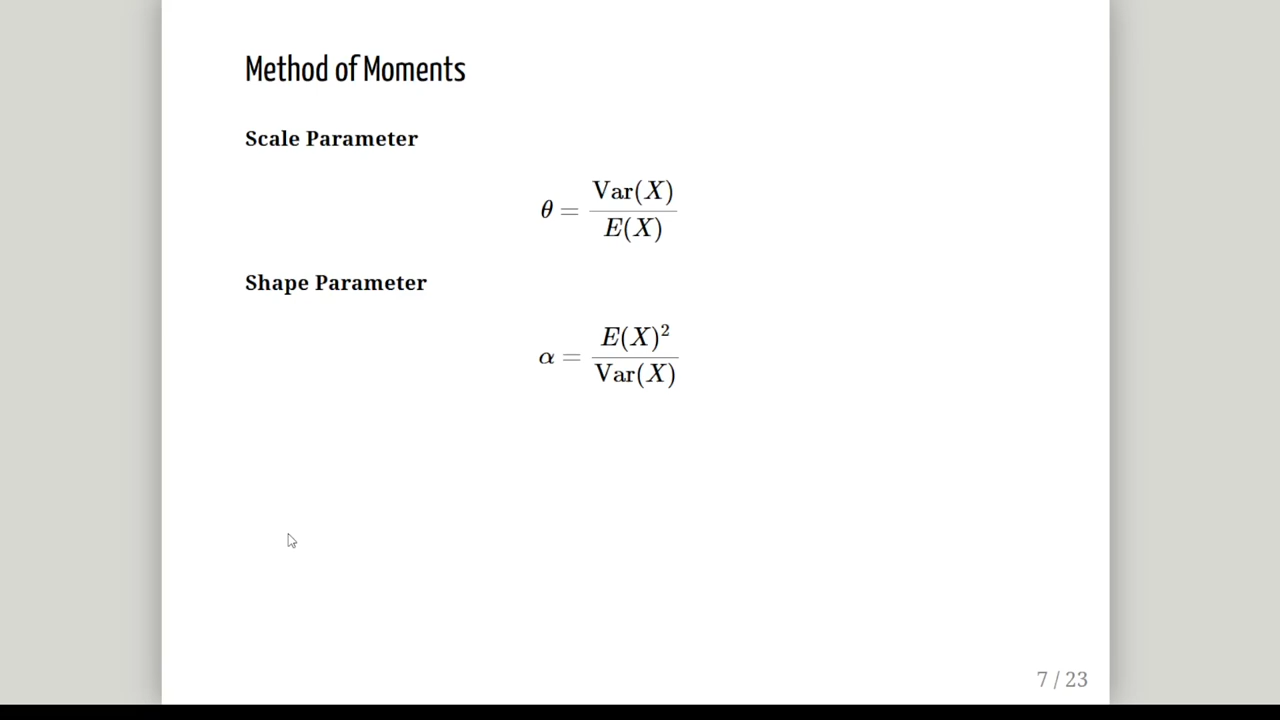 Method of Moments
Scale Parameter
θ = Var(X) / E(X)
Shape Parameter
α = E(X)² / Var(X)
7 / 23